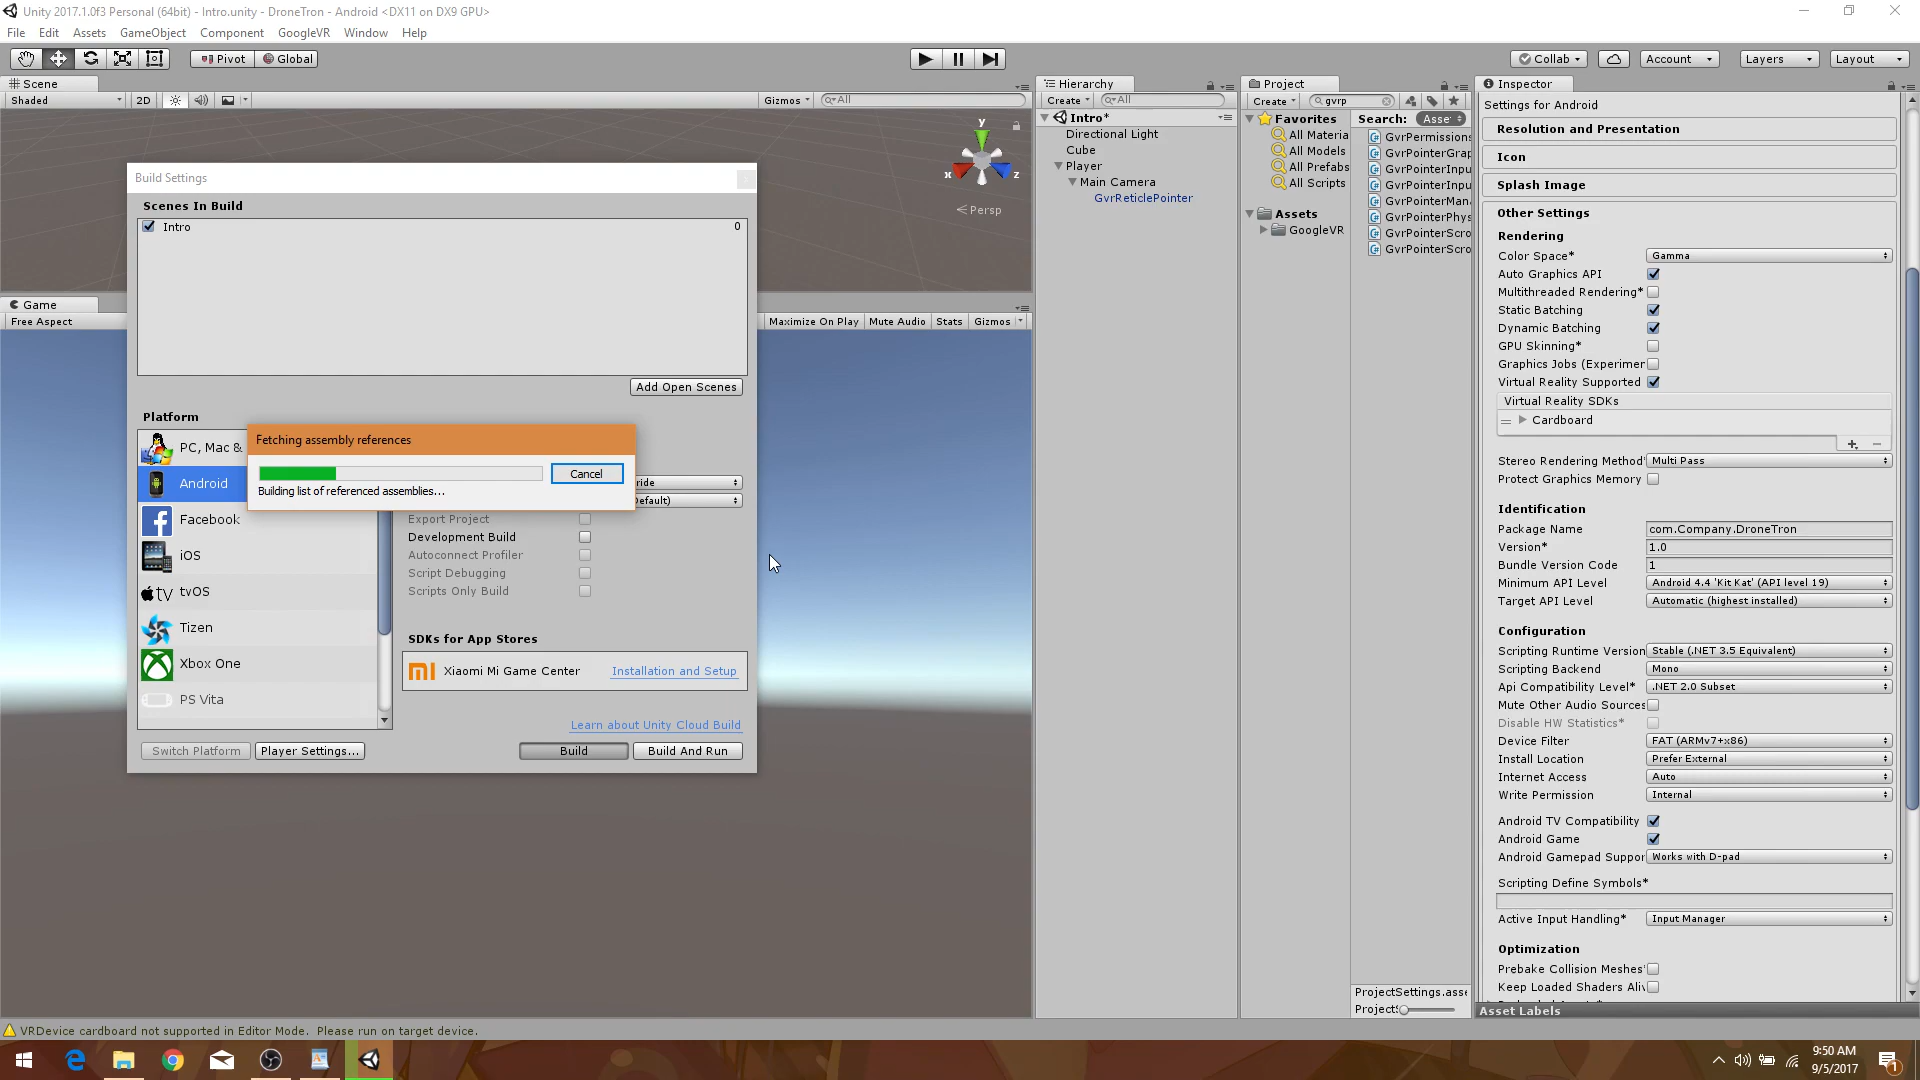 Unity 2017.1.0f3 Personal (64bit) - Intro.unity - DroneTron - Android <DX11 on DX9 GPU>
File Edit Assets GameObject Component GoogleVR Window Help
Pivot Global Collab Account Layers Layout
Scene
Shaded 2D Gizmos All
y
x z
Persp
Build Settings
Scenes In Build
Intro 0
Add Open Scenes
Platform
PC, Mac &
Android
Facebook
iOS
tv tvOS
Tizen
Xbox One
PS Vita
Fetching assembly references
Cancel
Building list of referenced assemblies...
ride
efault)
Export Project
Development Build
Autoconnect Profiler
Script Debugging
Scripts Only Build
SDKs for App Stores
MI Xiaomi Mi Game Center Installation and Setup
Learn about Unity Cloud Build
Switch Platform Player Settings... Build Build And Run
Game
Free Aspect Maximize On Play Mute Audio Stats Gizmos
Hierarchy
Create All
Intro*
Directional Light
Cube
Player
Main Camera
GvrReticlePointer
Project
Create gvrp
Favorites
All Materia
All Models
All Prefabs
All Scripts
Assets
GoogleVR
Search: Asse
GvrPermissions
GvrPointerGrap
GvrPointerInpu
GvrPointerInpu
GvrPointerMana
GvrPointerPhys
GvrPointerScro
GvrPointerScro
ProjectSettings.asse
Project
Inspector
Settings for Android
Resolution and Presentation
Icon
Splash Image
Other Settings
Rendering
Color Space* Gamma
Auto Graphics API
Multithreaded Rendering*
Static Batching
Dynamic Batching
GPU Skinning*
Graphics Jobs (Experimen
Virtual Reality Supported
Virtual Reality SDKs
Cardboard
Stereo Rendering Method* Multi Pass
Protect Graphics Memory
Identification
Package Name com.Company.DroneTron
Version* 1.0
Bundle Version Code 1
Minimum API Level Android 4.4 'Kit Kat' (API level 19)
Target API Level Automatic (highest installed)
Configuration
Scripting Runtime Version Stable (.NET 3.5 Equivalent)
Scripting Backend Mono
Api Compatibility Level* .NET 2.0 Subset
Mute Other Audio Sources
Disable HW Statistics*
Device Filter FAT (ARMv7+x86)
Install Location Prefer External
Internet Access Auto
Write Permission Internal
Android TV Compatibility
Android Game
Android Gamepad Suppor Works with D-pad
Scripting Define Symbols*
Active Input Handling* Input Manager
Optimization
Prebake Collision Meshes*
Keep Loaded Shaders Aliv
Asset Labels
VRDevice cardboard not supported in Editor Mode. Please run on target device.
9:50 AM
9/5/2017
1